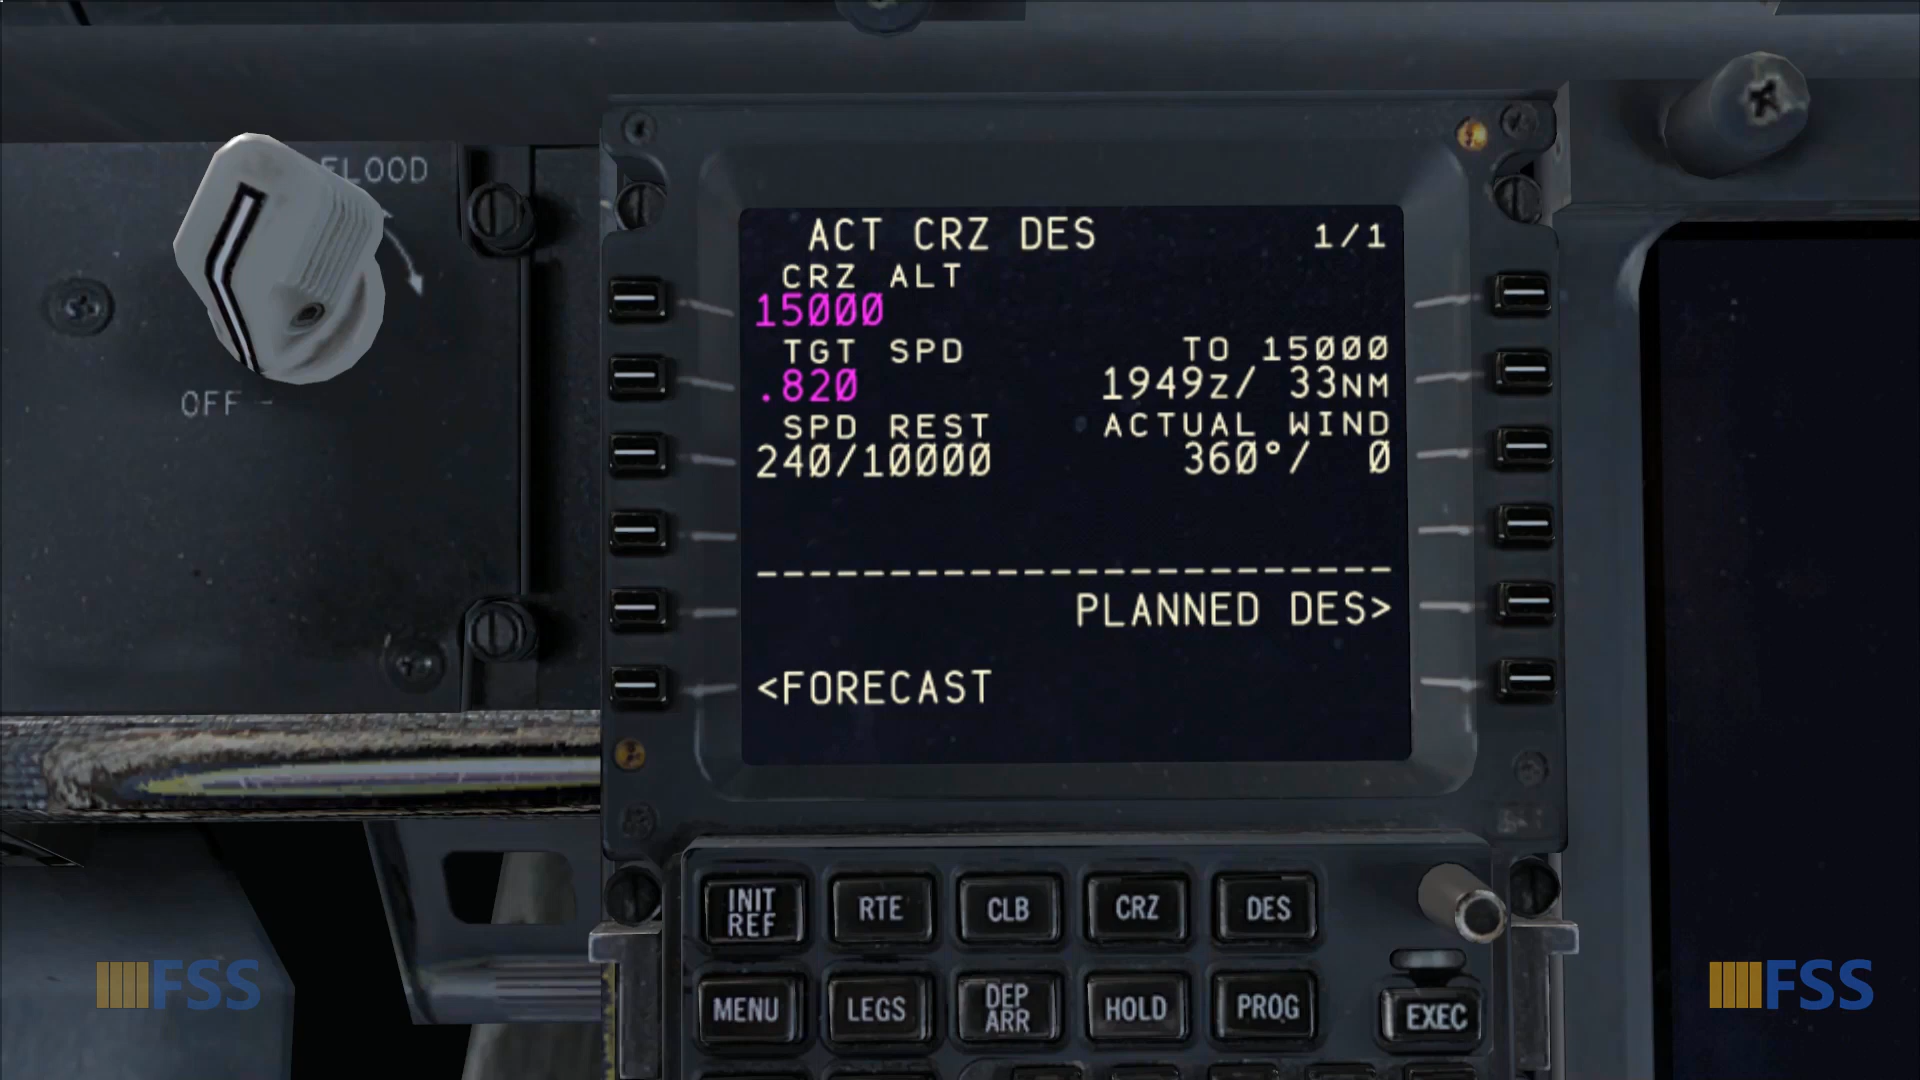 FLOOD
OFF
ACT CRZ DES 1/1
CRZ ALT
15000
TGT SPD TO 15000
.820 1949Z/ 33NM
SPD REST ACTUAL WIND
240/10000 360°/ 0
------------------------
PLANNED DES>
<FORECAST
INIT REF
RTE
CLB
CRZ
DES
MENU
LEGS
DEP ARR
HOLD
PROG
EXEC
FSS
FSS